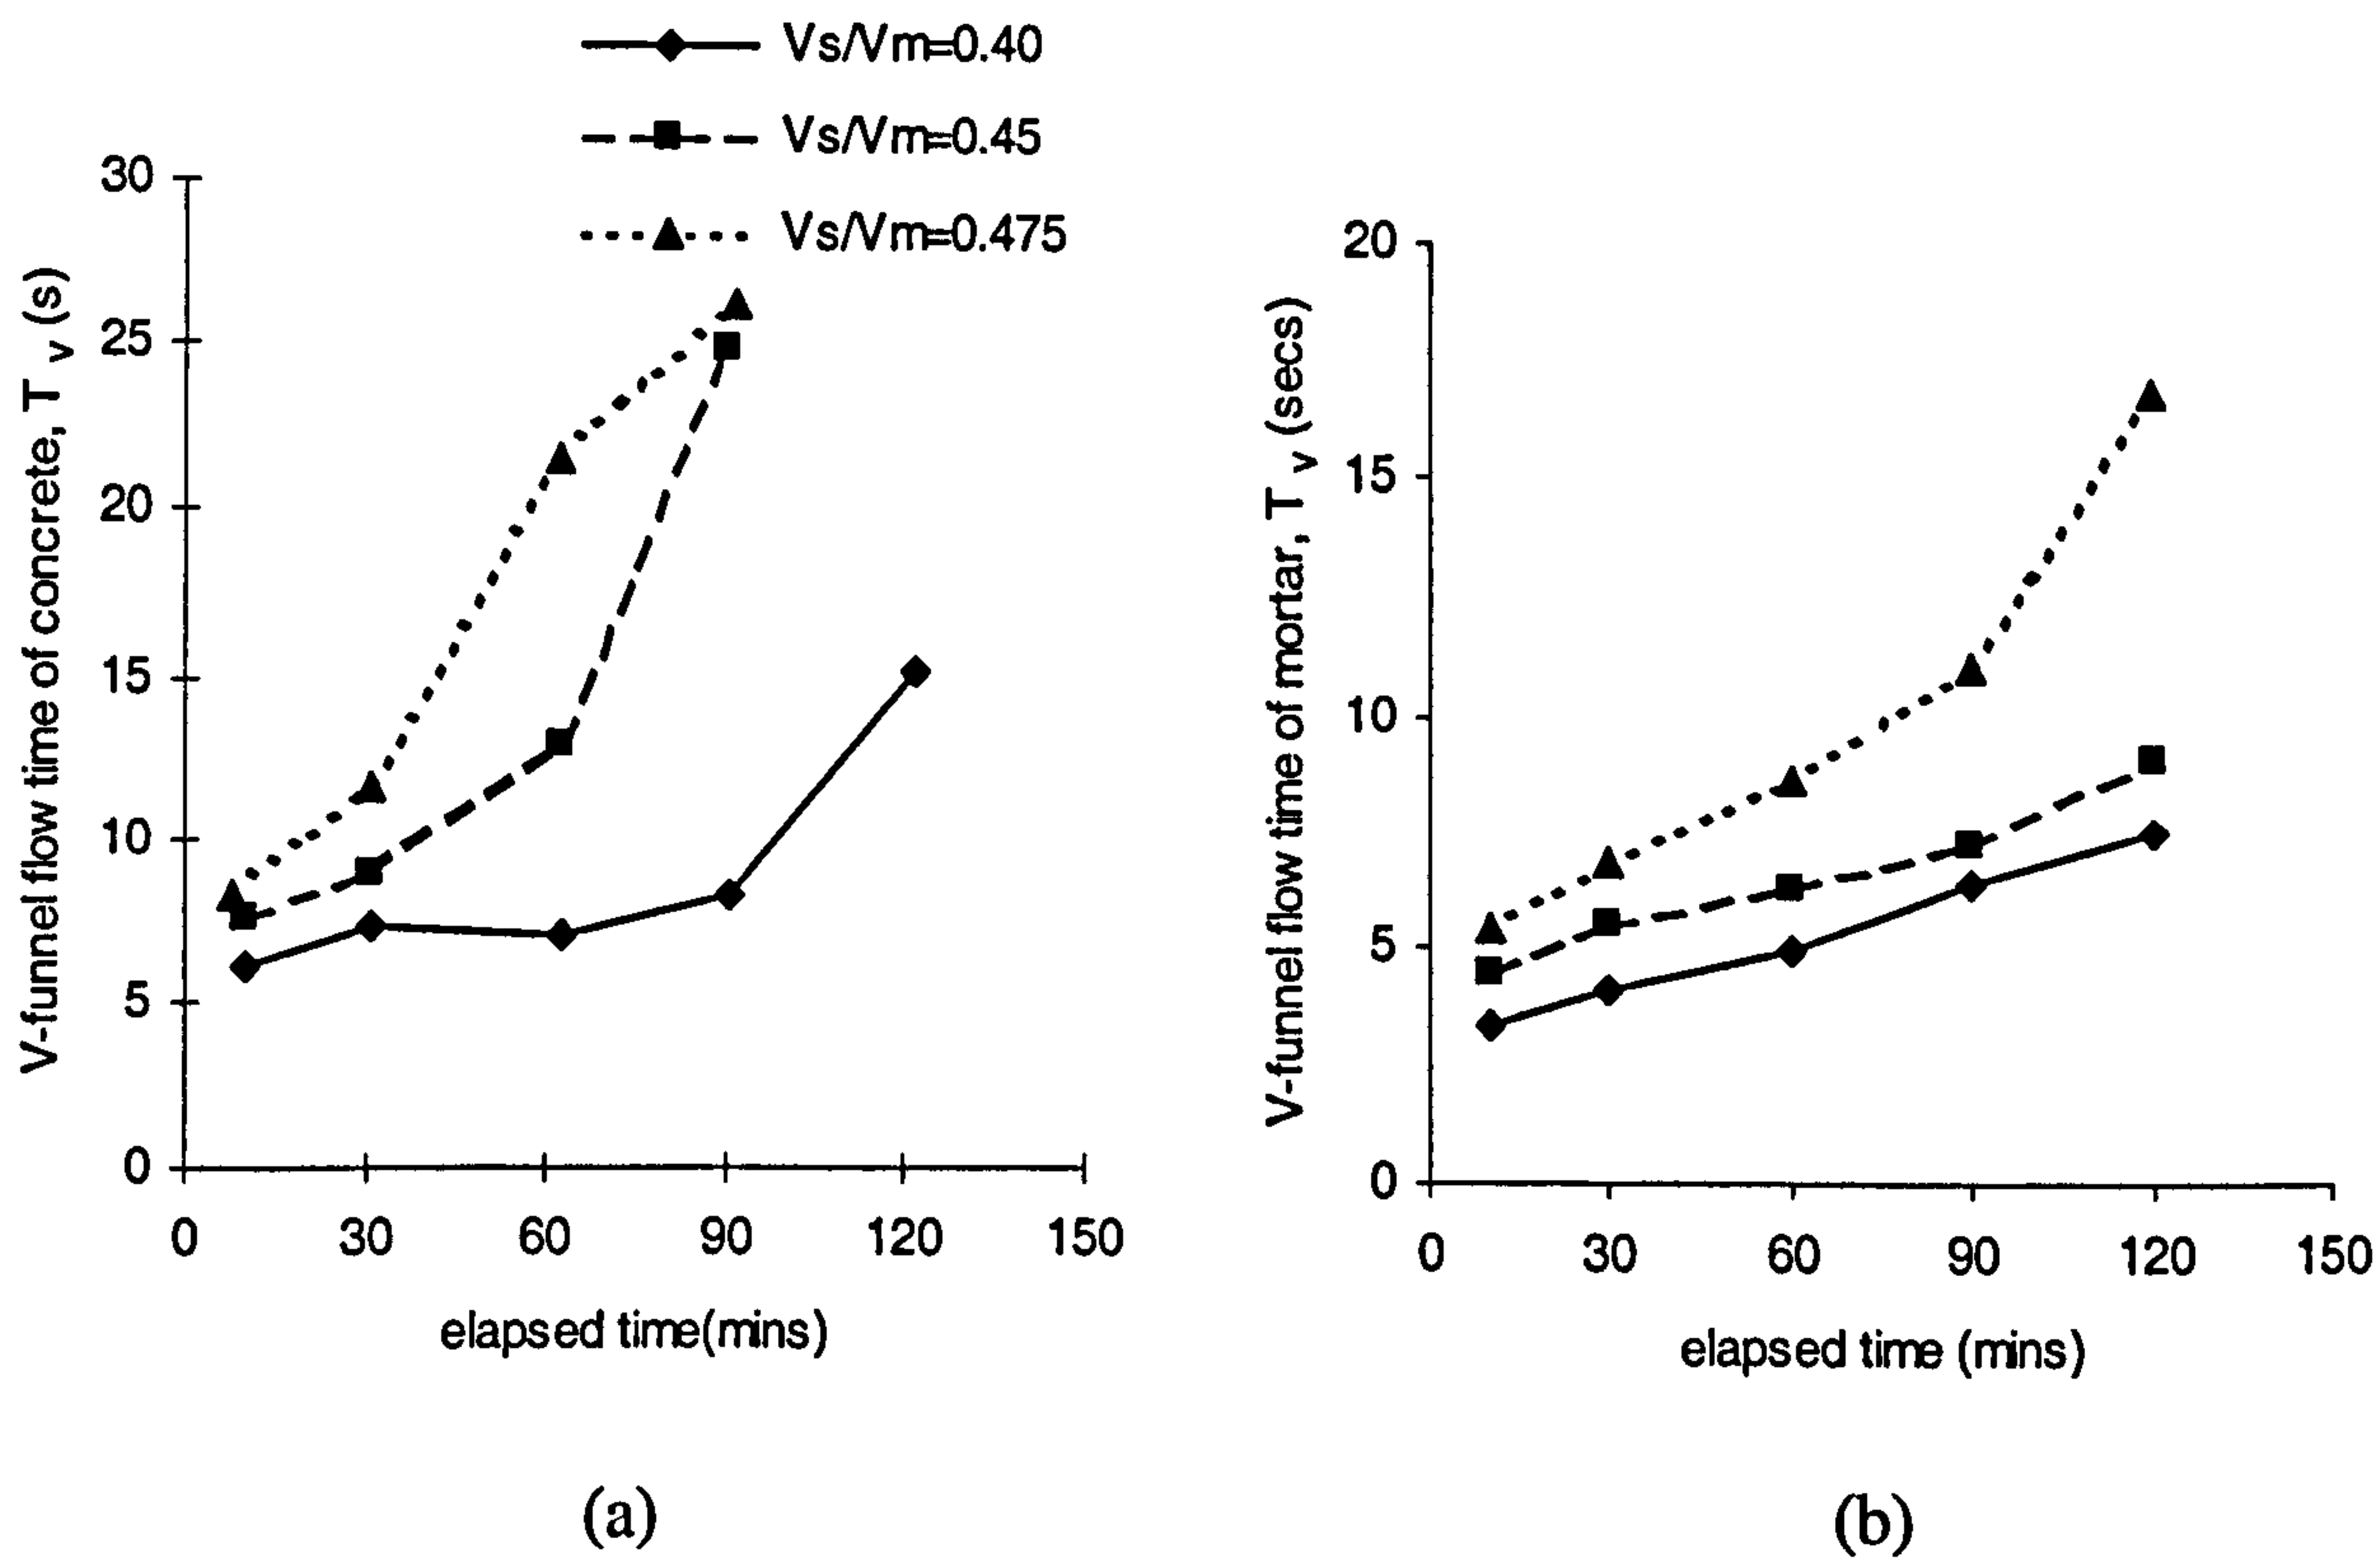 Vs/Vm=0.40
Vs/Vm=0.45
Vs/Vm=0.475
V-funnel flow time of concrete, T v (s)
30
25
20
15
10
5
0
0 30 60 90 120 150
elapsed time(mins)
(a)
V-funnel flow time of mortar, T v (secs)
20
15
10
5
0
0 30 60 90 120 150
elapsed time (mins)
(b)